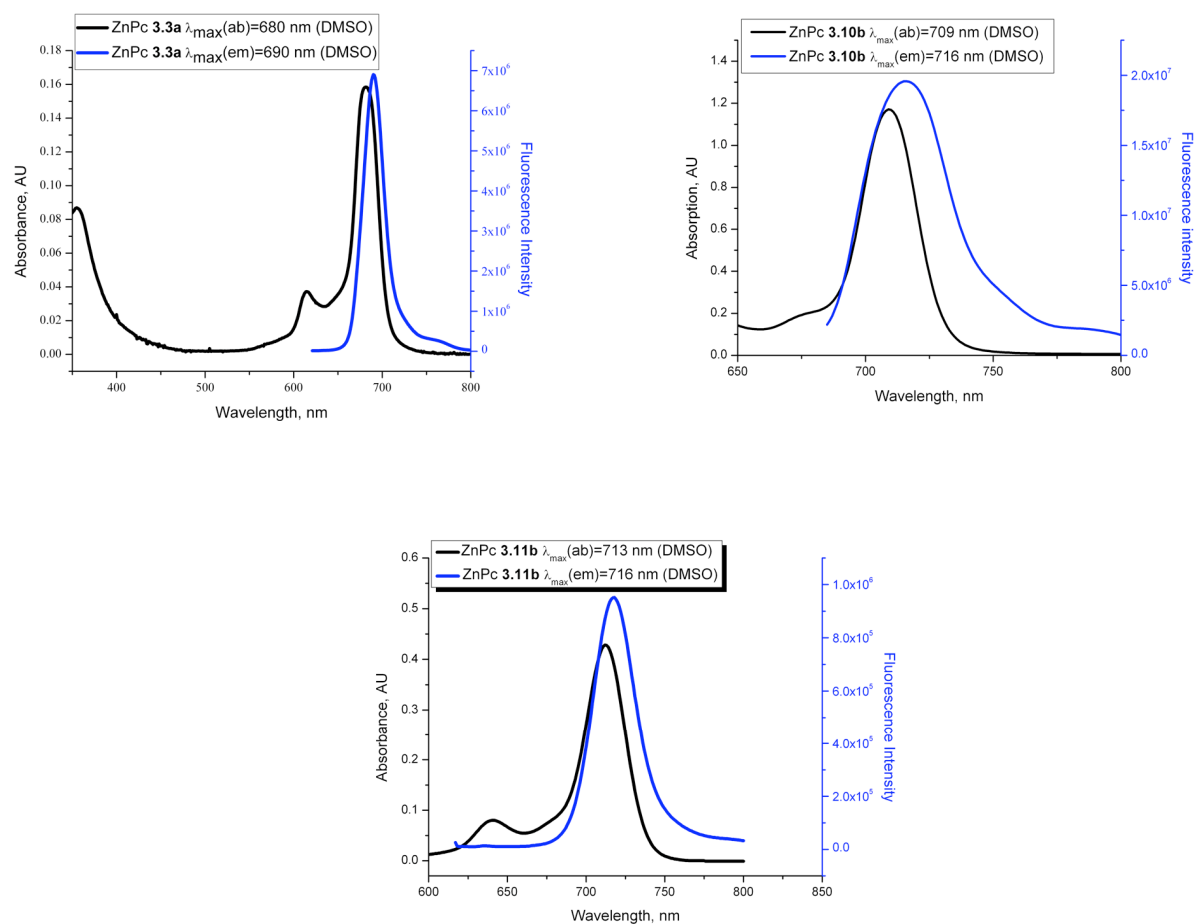 ZnPc 3.3a λmax(ab)=680 nm (DMSO)
ZnPc 3.3a λmax(em)=690 nm (DMSO)
0.18
0.16
0.14
0.12
0.10
0.08
0.06
0.04
0.02
0.00
Absorbance, AU
400
500
600
700
800
Wavelength, nm
7x10⁶
6x10⁶
5x10⁶
4x10⁶
3x10⁶
2x10⁶
1x10⁶
0
Fluorescence Intensity
ZnPc 3.10b λmax(ab)=709 nm (DMSO)
ZnPc 3.10b λmax(em)=716 nm (DMSO)
1.4
1.2
1.0
0.8
0.6
0.4
0.2
0.0
Absorption, AU
650
700
750
800
Wavelength, nm
2.0x10⁷
1.5x10⁷
1.0x10⁷
5.0x10⁶
0.0
Fluorescence intensity
ZnPc 3.11b λmax(ab)=713 nm (DMSO)
ZnPc 3.11b λmax(em)=716 nm (DMSO)
0.6
0.5
0.4
0.3
0.2
0.1
0.0
Absorbance, AU
600
650
700
750
800
850
Wavelength, nm
1.0x10⁶
8.0x10⁵
6.0x10⁵
4.0x10⁵
2.0x10⁵
0.0
Fluorescence Intensity